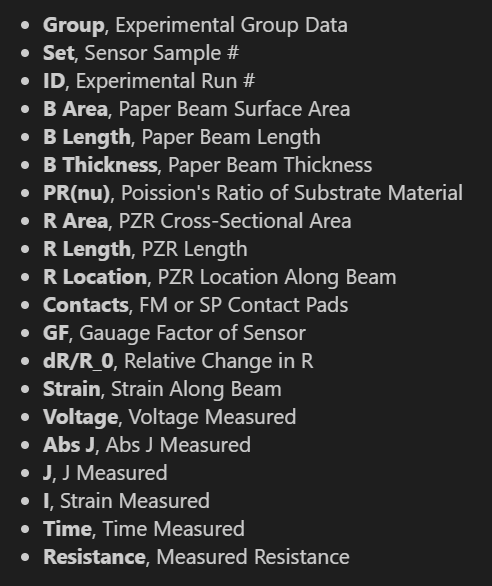 Group, Experimental Group Data
Set, Sensor Sample #
ID, Experimental Run #
B Area, Paper Beam Surface Area
B Length, Paper Beam Length
B Thickness, Paper Beam Thickness
PR(nu), Poission's Ratio of Substrate Material
R Area, PZR Cross-Sectional Area
R Length, PZR Length
R Location, PZR Location Along Beam
Contacts, FM or SP Contact Pads
GF, Gauage Factor of Sensor
dR/R_0, Relative Change in R
Strain, Strain Along Beam
Voltage, Voltage Measured
Abs J, Abs J Measured
J, J Measured
I, Strain Measured
Time, Time Measured
Resistance, Measured Resistance